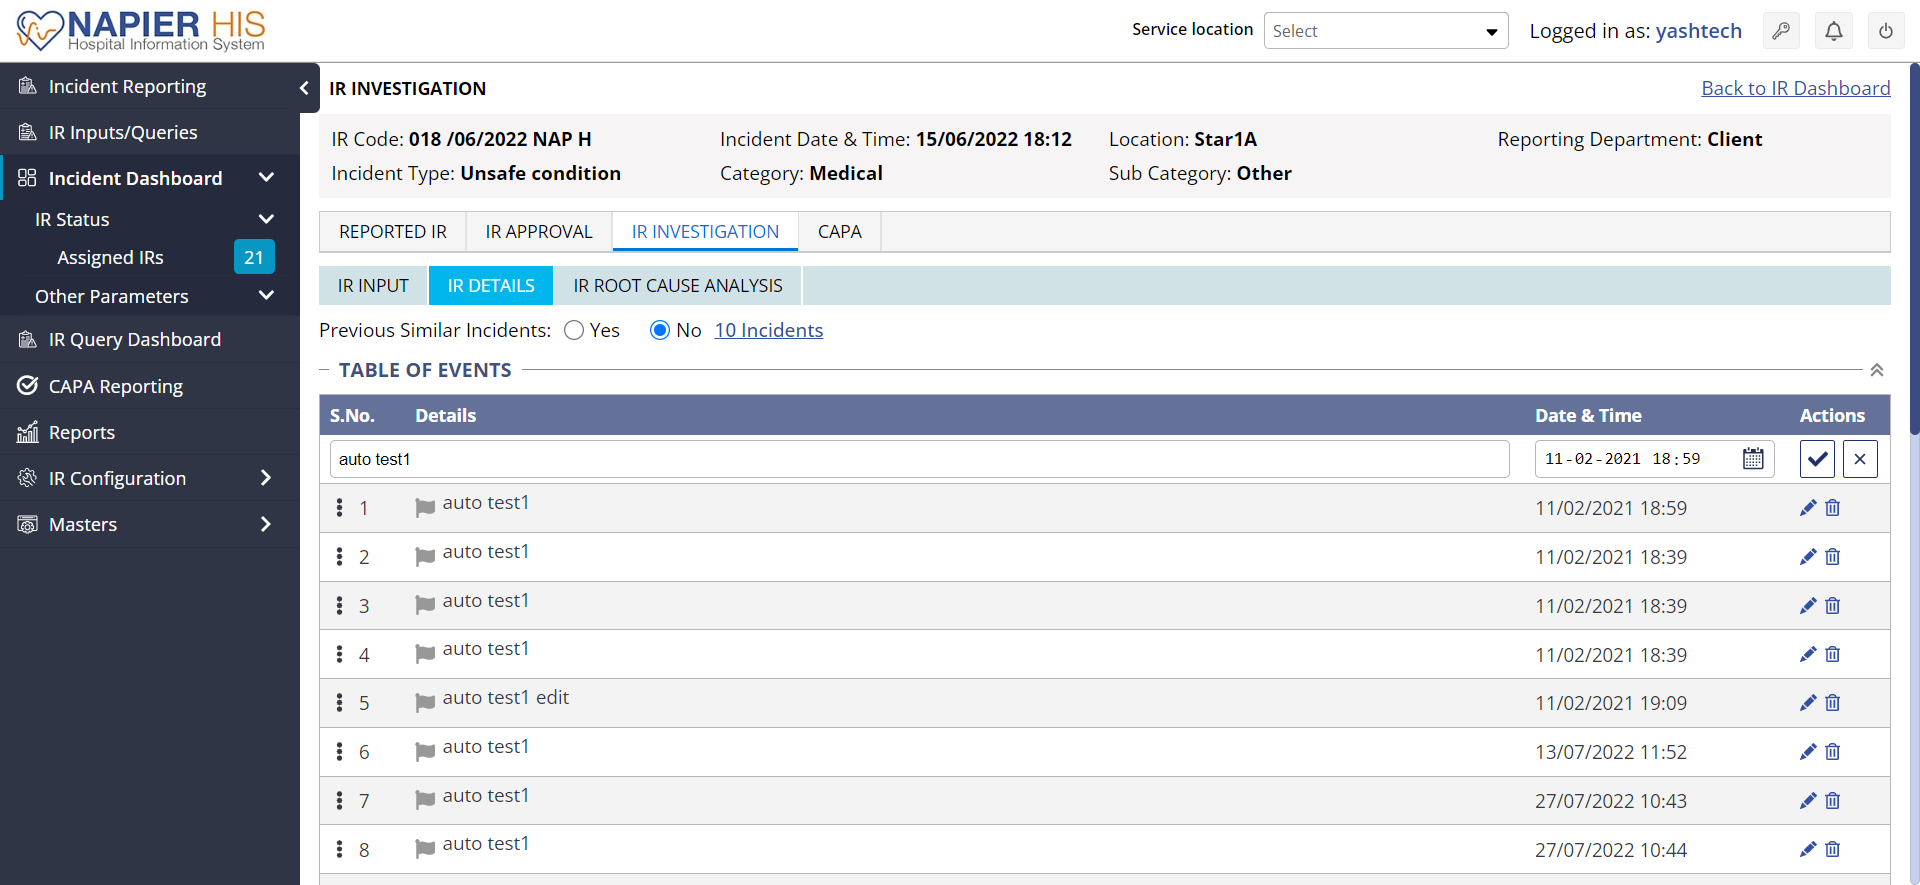 NAPIER HIS
Hospital Information System
Service location
Select
Logged in as: yashtech
Incident Reporting
IR Inputs/Queries
Incident Dashboard
IR Status
Assigned IRs 21
Other Parameters
IR Query Dashboard
CAPA Reporting
Reports
IR Configuration
Masters
IR INVESTIGATION
Back to IR Dashboard
IR Code: 018 /06/2022 NAP H Incident Date & Time: 15/06/2022 18:12 Location: Star1A Reporting Department: Client
Incident Type: Unsafe condition Category: Medical Sub Category: Other
REPORTED IR IR APPROVAL IR INVESTIGATION CAPA
IR INPUT IR DETAILS IR ROOT CAUSE ANALYSIS
Previous Similar Incidents: Yes No 10 Incidents
TABLE OF EVENTS
S.No. Details Date & Time Actions
auto test1 11-02-2021 18:59
1 auto test1 11/02/2021 18:59
2 auto test1 11/02/2021 18:39
3 auto test1 11/02/2021 18:39
4 auto test1 11/02/2021 18:39
5 auto test1 edit 11/02/2021 19:09
6 auto test1 13/07/2022 11:52
7 auto test1 27/07/2022 10:43
8 auto test1 27/07/2022 10:44